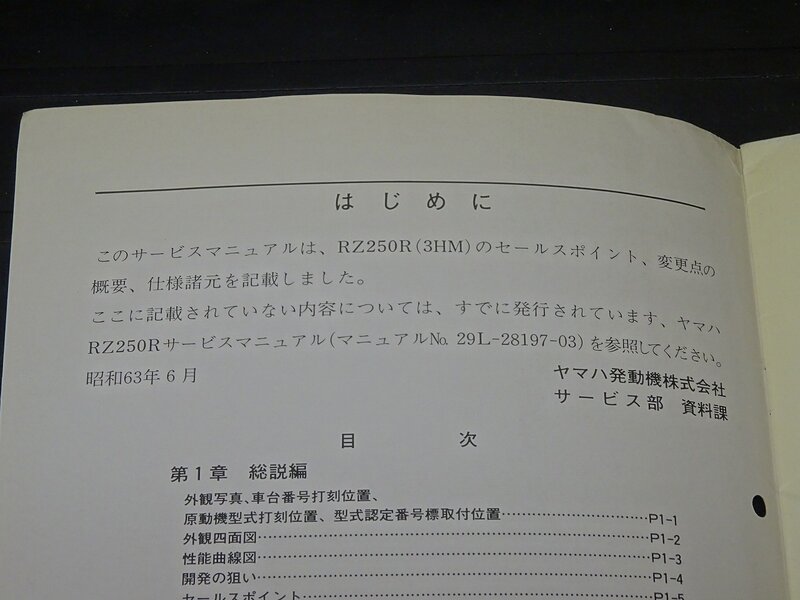 はじめに
このサービスマニュアルは、RZ250R(3HM)のセールスポイント、変更点の
概要、仕様諸元を記載しました。
ここに記載されていない内容については、すでに発行されています、ヤマハ
RZ250Rサービスマニュアル(マニュアル№ 29L-28197-03)を参照してください。
昭和63年6月
ヤマハ発動機株式会社
サービス部 資料課
目 次
第1章 総説編
外観写真、車台番号打刻位置、
原動機型式打刻位置、型式認定番号標取付位置……………………P1-1
外観四面図……………………………………………………………P1-2
性能曲線図……………………………………………………………P1-3
開発の狙い……………………………………………………………P1-4
セールスポイント……………………………………………………P1-5